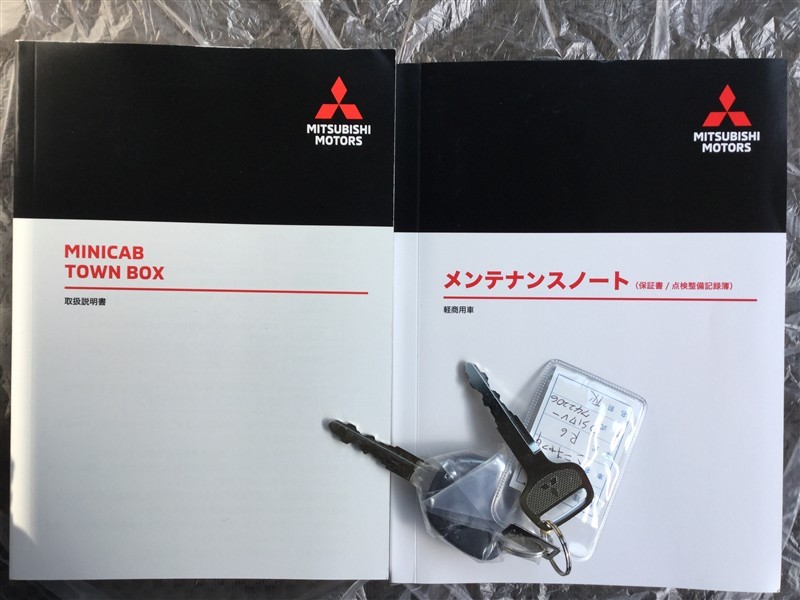 MITSUBISHI
MOTORS
MINICAB
TOWN BOX
取扱説明書
MITSUBISHI
MOTORS
メンテナンスノート（保証書 / 点検整備記録簿）
軽商用車
R6